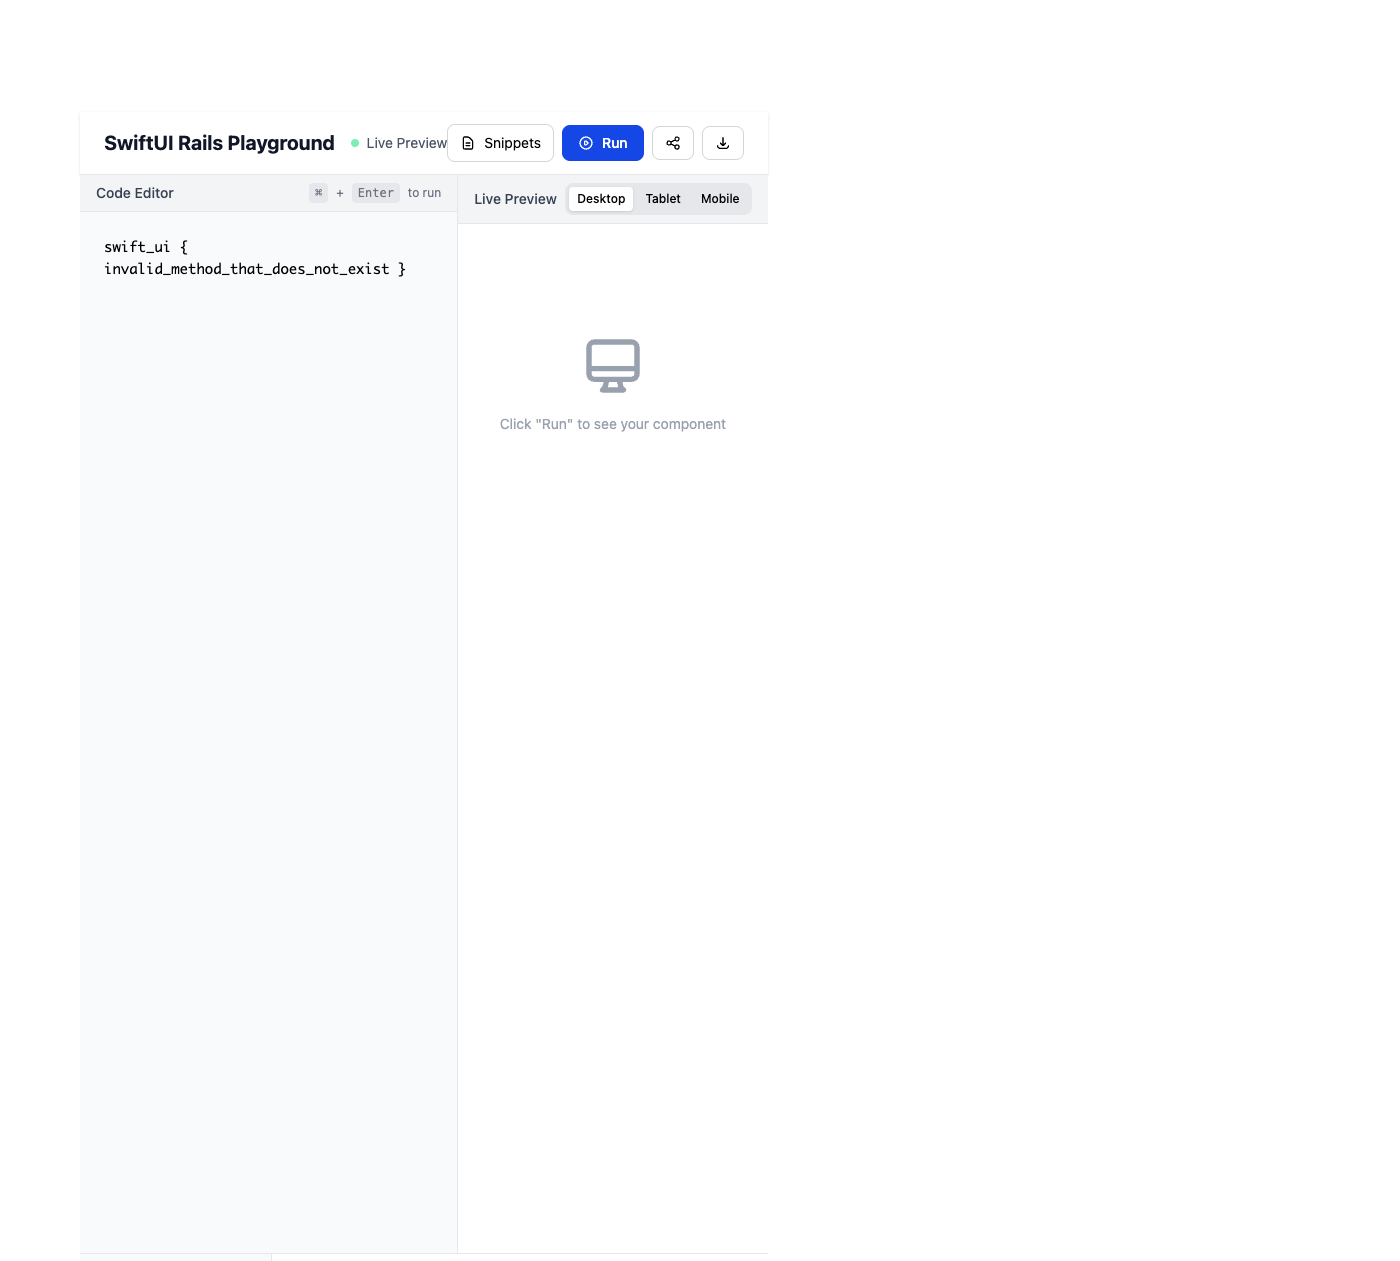 SwiftUI Rails Playground
Live Preview
Snippets
Run
Code Editor
⌘ + Enter to run
Live Preview
Desktop
Tablet
Mobile
swift_ui {
invalid_method_that_does_not_exist }
Click "Run" to see your component